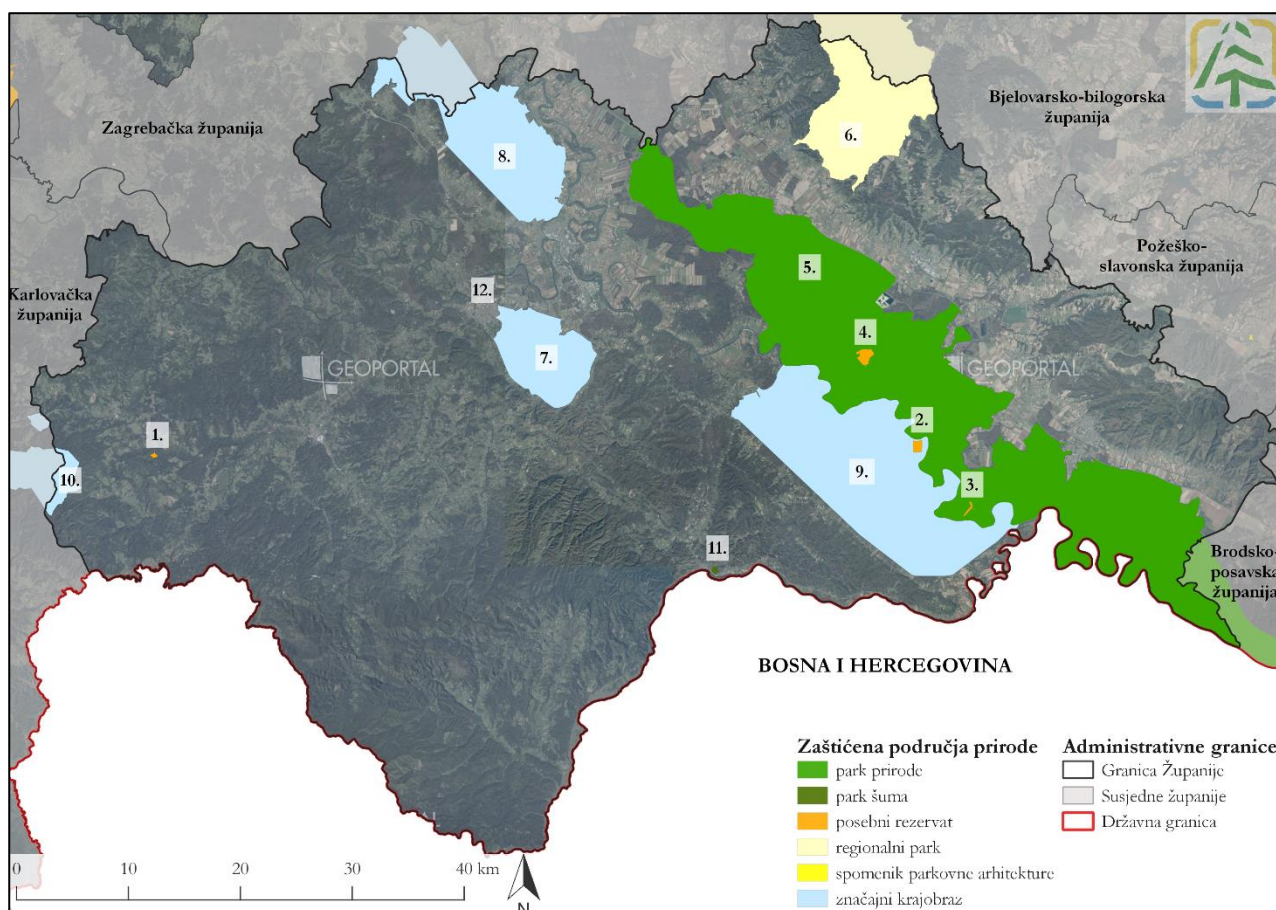 Zagrebačka županija
Bjelovarsko-bilogorska
županija
6.
8.
Požeško-
slavonska županija
Karlovačka
županija
5.
12.
4.
7.
GEOPORTAL
GEOPORTAL
1.
2.
10.
9.
3.
11.
Brodsko-
posavska
županija
BOSNA I HERCEGOVINA
Zaštićena područja prirode
park prirode
park šuma
posebni rezervat
regionalni park
spomenik parkovne arhitekture
značajni krajobraz
Administrativne granice
Granica Županije
Susjedne županije
Državna granica
0 10 20 30 40 km
N